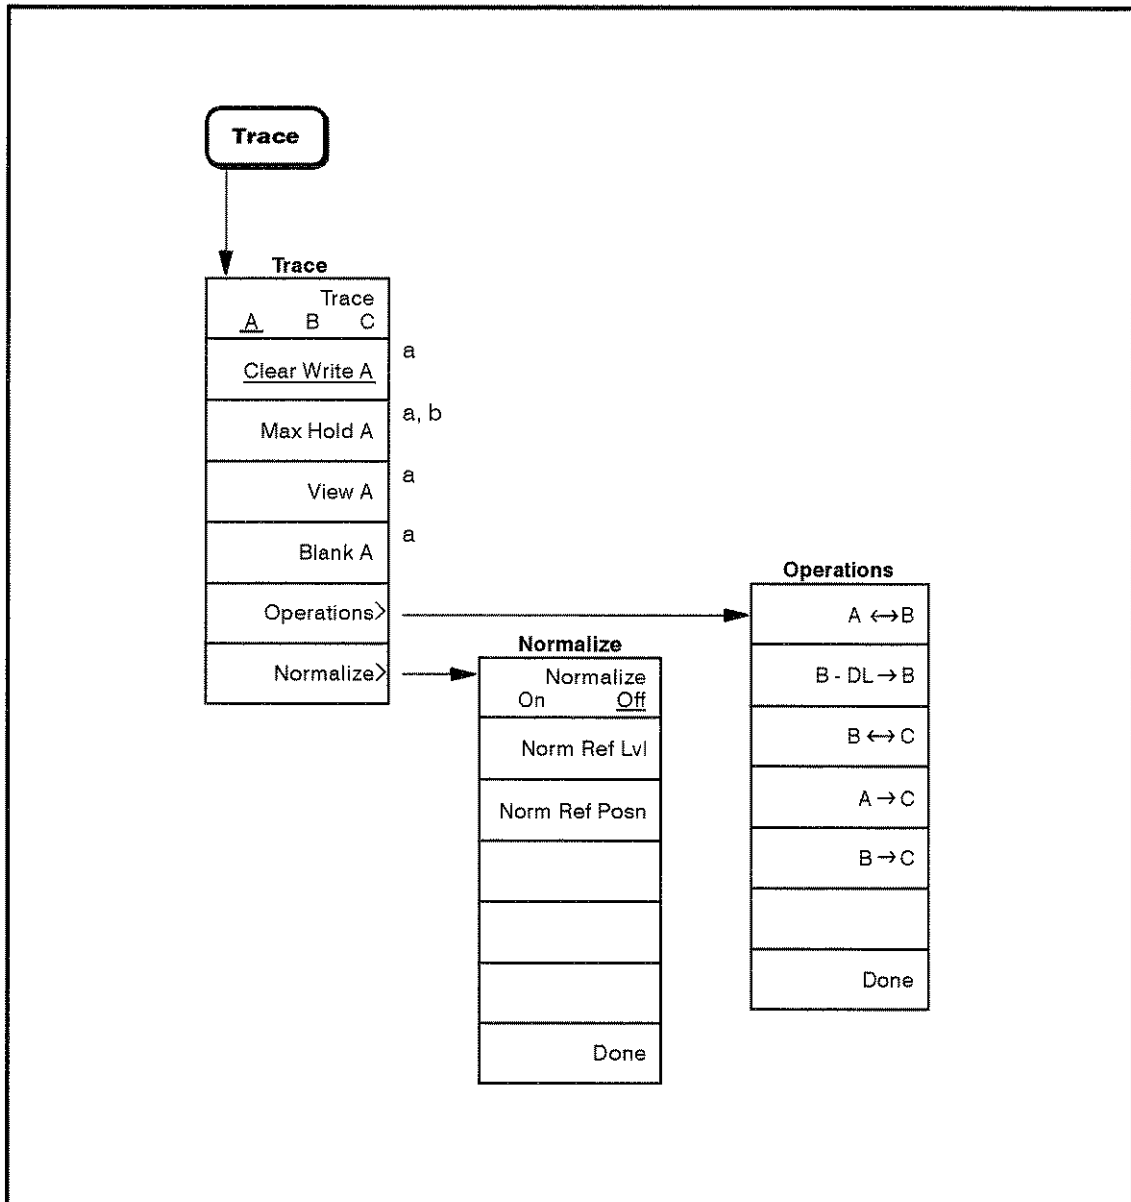 Trace
Trace
Trace
A B C
Clear Write A
a
Max Hold A
a, b
View A
a
Blank A
a
Operations>
Normalize>
Normalize
Normalize
On Off
Norm Ref Lvl
Norm Ref Posn
Done
Operations
A ↔ B
B - DL → B
B ↔ C
A → C
B → C
Done